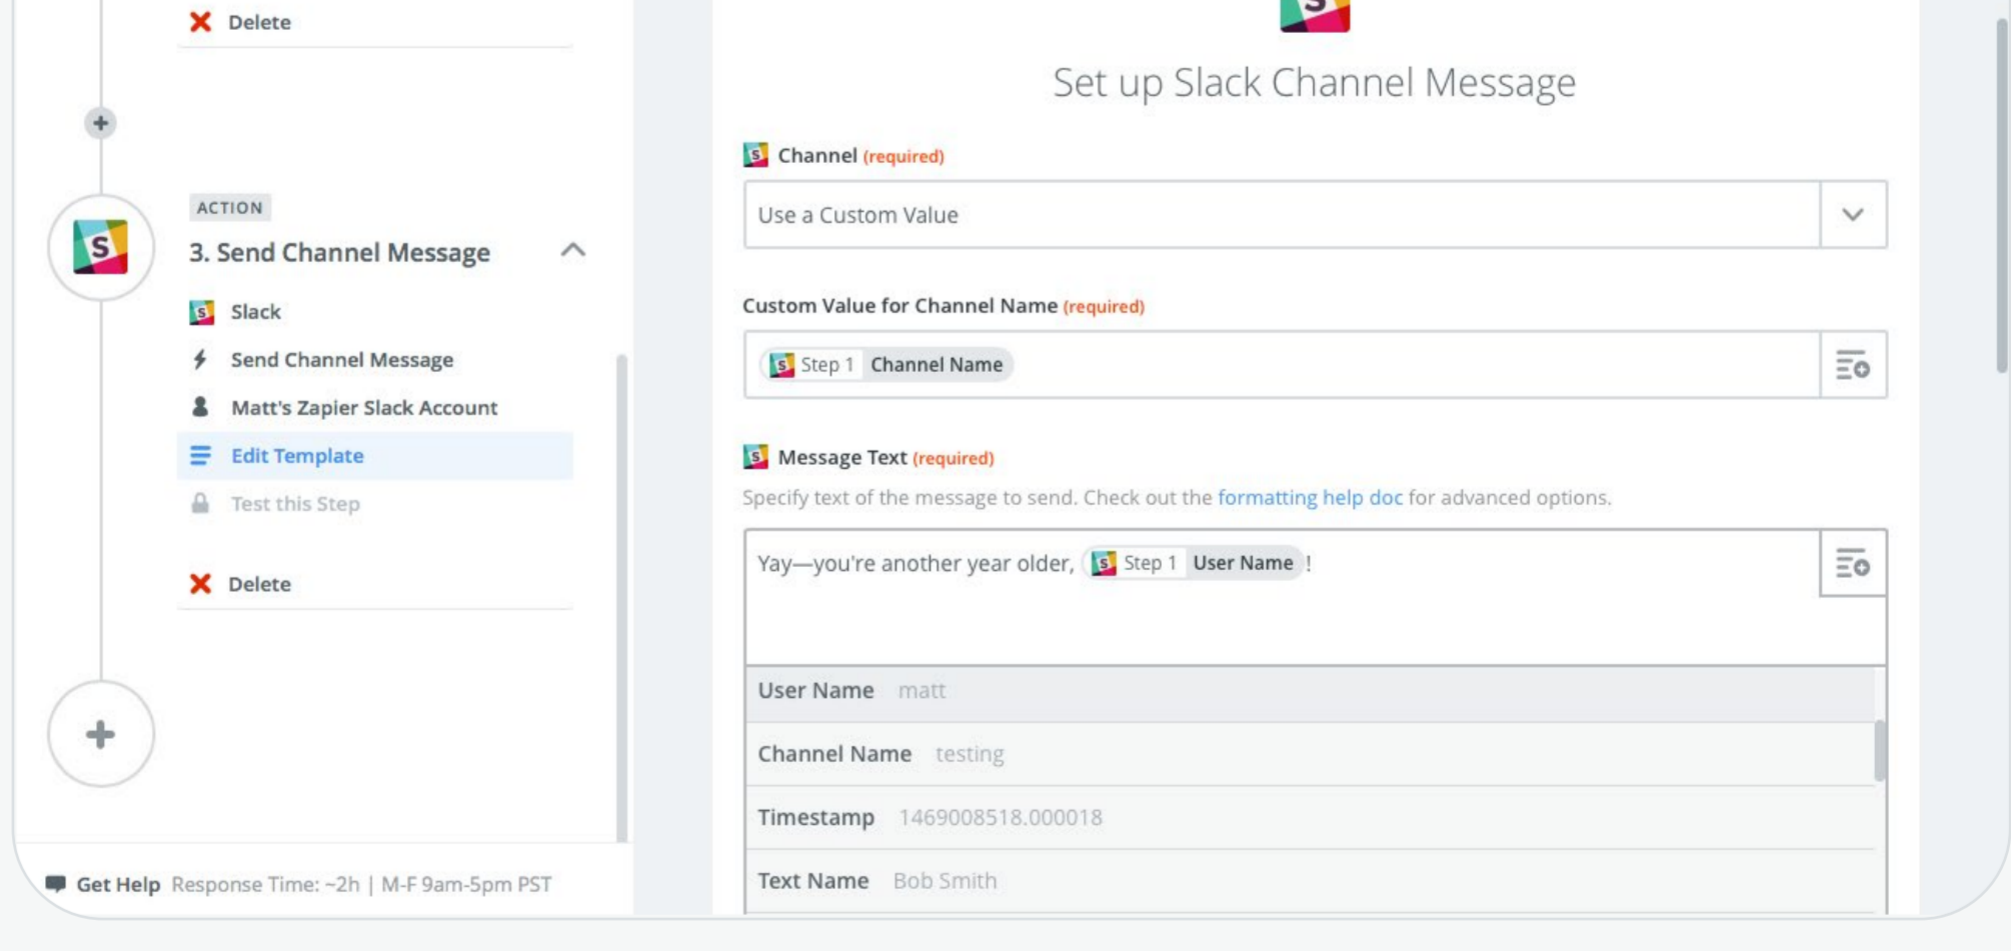 Delete
ACTION
3. Send Channel Message
Slack
Send Channel Message
Matt's Zapier Slack Account
Edit Template
Test this Step
Delete
Get Help Response Time: ~2h | M-F 9am-5pm PST
Set up Slack Channel Message
Channel (required)
Use a Custom Value
Custom Value for Channel Name (required)
Step 1 Channel Name
Message Text (required)
Specify text of the message to send. Check out the formatting help doc for advanced options.
Yay—you're another year older, Step 1 User Name !
User Name matt
Channel Name testing
Timestamp 1469008518.000018
Text Name Bob Smith